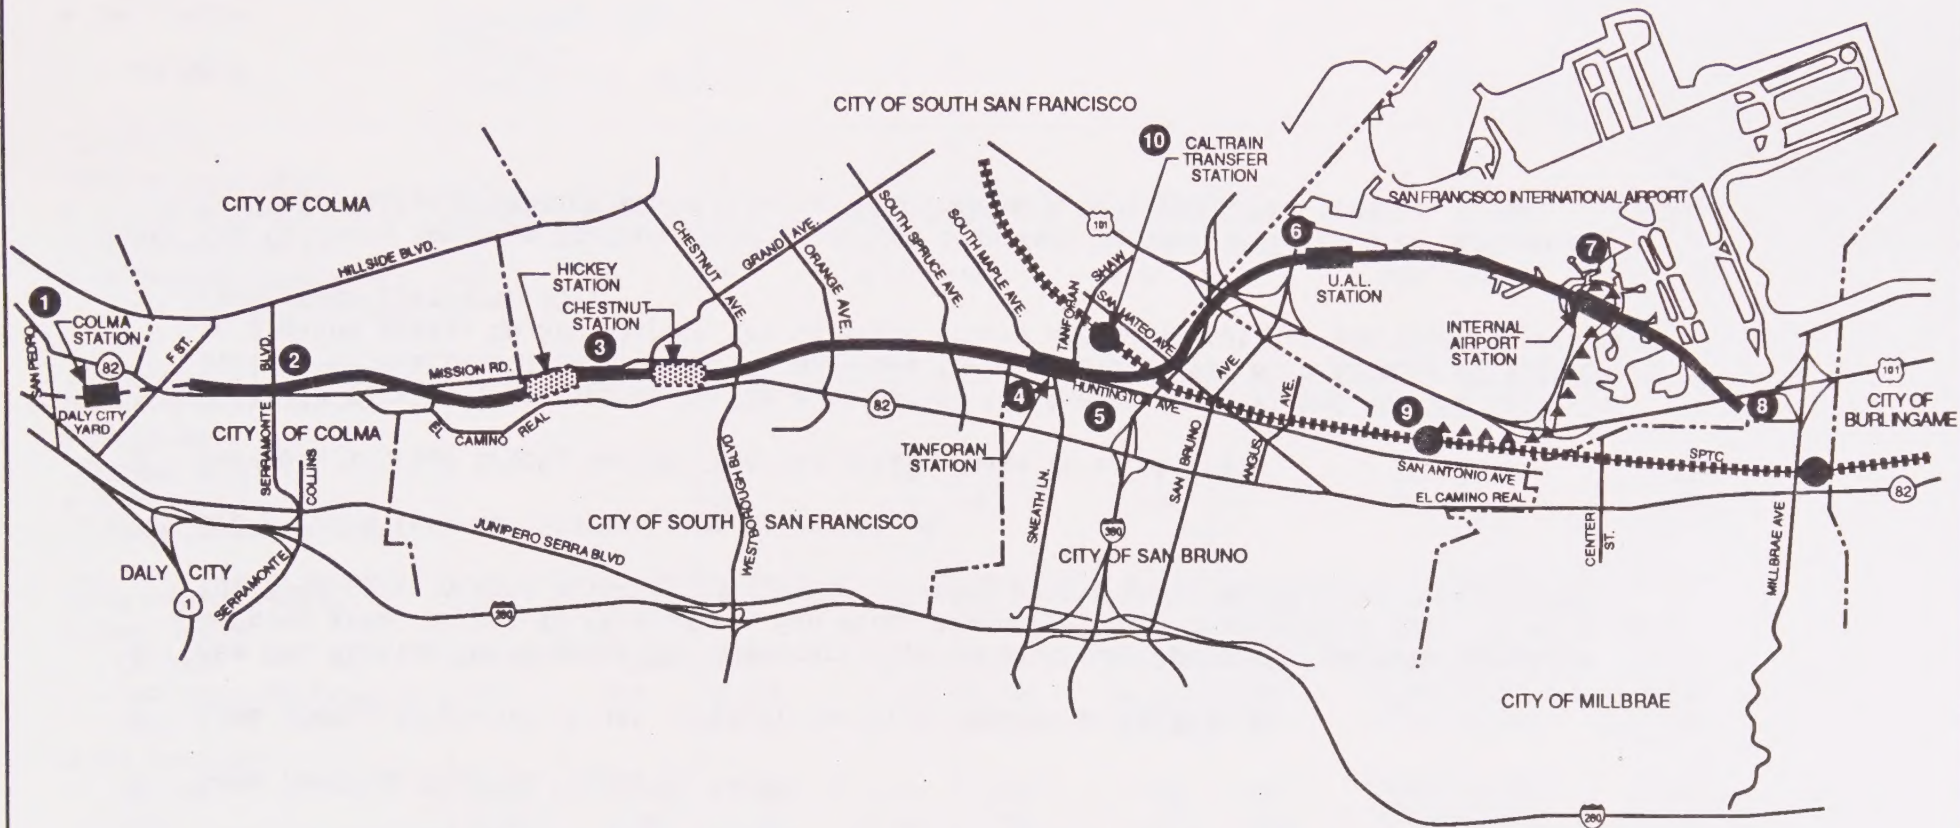 CITY OF SOUTH SAN FRANCISCO
10
CALTRAIN
TRANSFER
STATION
CITY OF COLMA
SAN FRANCISCO INTERNATIONAL AIRPORT
HILLSIDE BLVD.
HICKEY
STATION
CHESTNUT
STATION
CHESTNUT
AVE.
GRAND AVE.
ORANGE AVE.
SOUTH SPRUCE AVE.
SOUTH MAPLE AVE.
TANFORAN
SHAW
101
SAN MATEO AVE
6
U.A.L.
STATION
7
INTERNAL
AIRPORT
STATION
1
COLMA
STATION
SAN PEDRO
82
F ST.
DALY CITY
YARD
BLVD.
SERRAMONTE
2
MISSION RD.
3
EL
CAMINO REAL
CITY OF COLMA
COLLINS
82
4
TANFORAN
STATION
5
HUNTINGTON AVE.
AVE
SAN BRUNO
AVE.
ANGUS
9
8
101
CITY OF
BURLINGAME
SPTC
SAN ANTONIO AVE
EL CAMINO REAL
82
CENTER
ST.
MILLBRAE AVE
SNEATH LN.
380
CITY OF SAN BRUNO
CITY OF SOUTH SAN FRANCISCO
WESTBOROUGH BLVD
JUNIPERO SERRA BLVD
DALY CITY
1
SERRAMONTE
280
CITY OF MILLBRAE
280